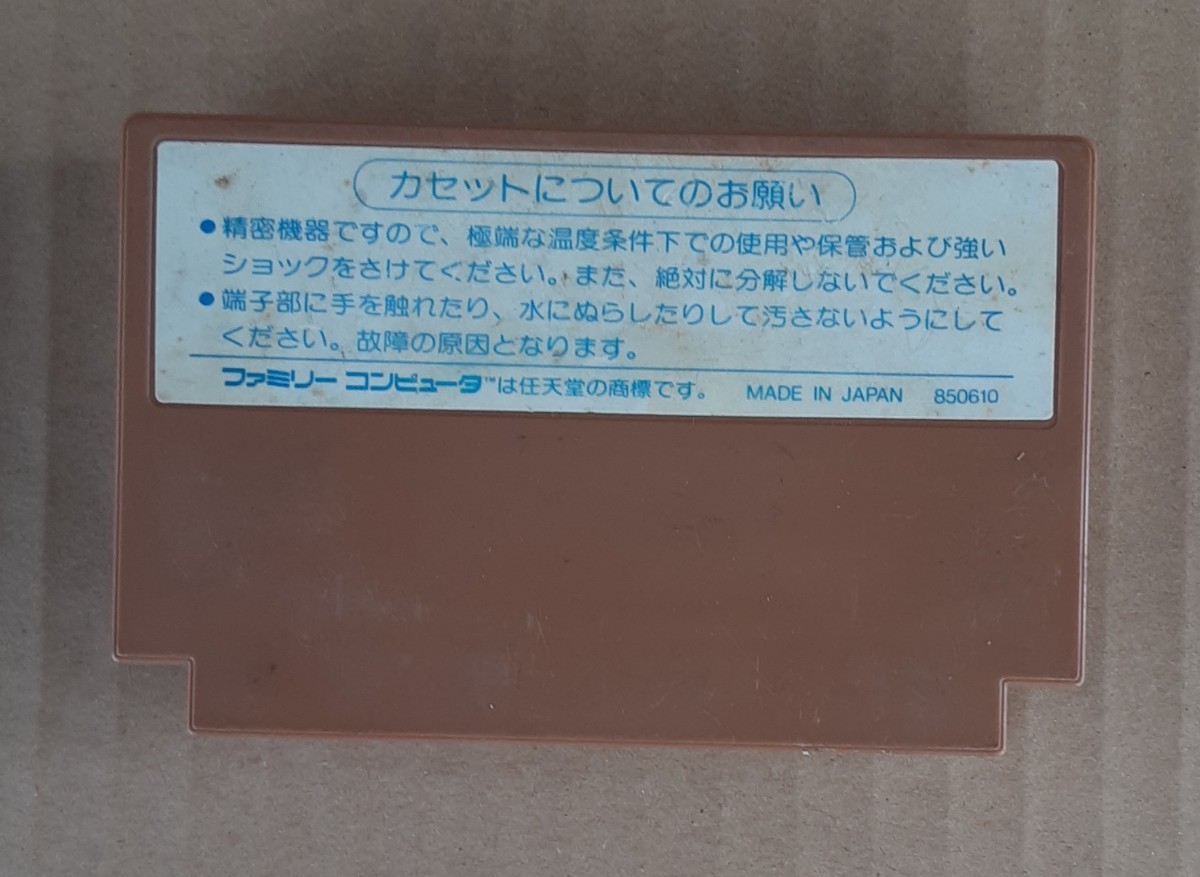 カセットについてのお願い
●精密機器ですので、極端な温度条件下での使用や保管および強い
ショックをさけてください。また、絶対に分解しないでください。
●端子部に手を触れたり、水にぬらしたりして汚さないようにして
ください。故障の原因となります。
ファミリー コンピュータ™は任天堂の商標です。 MADE IN JAPAN 850610